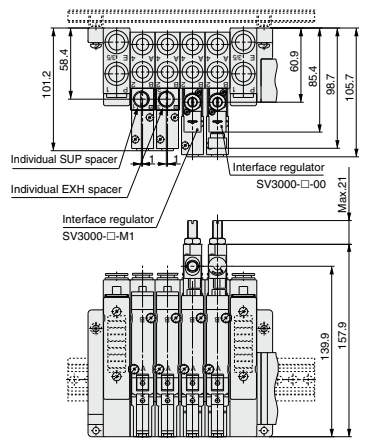 101.2
58.4
60.9
85.4
98.7
105.7
1
1
Individual SUP spacer
Individual EXH spacer
Interface regulator
SV3000-□-00
Interface regulator
SV3000-□-M1
Max.21
139.9
157.9